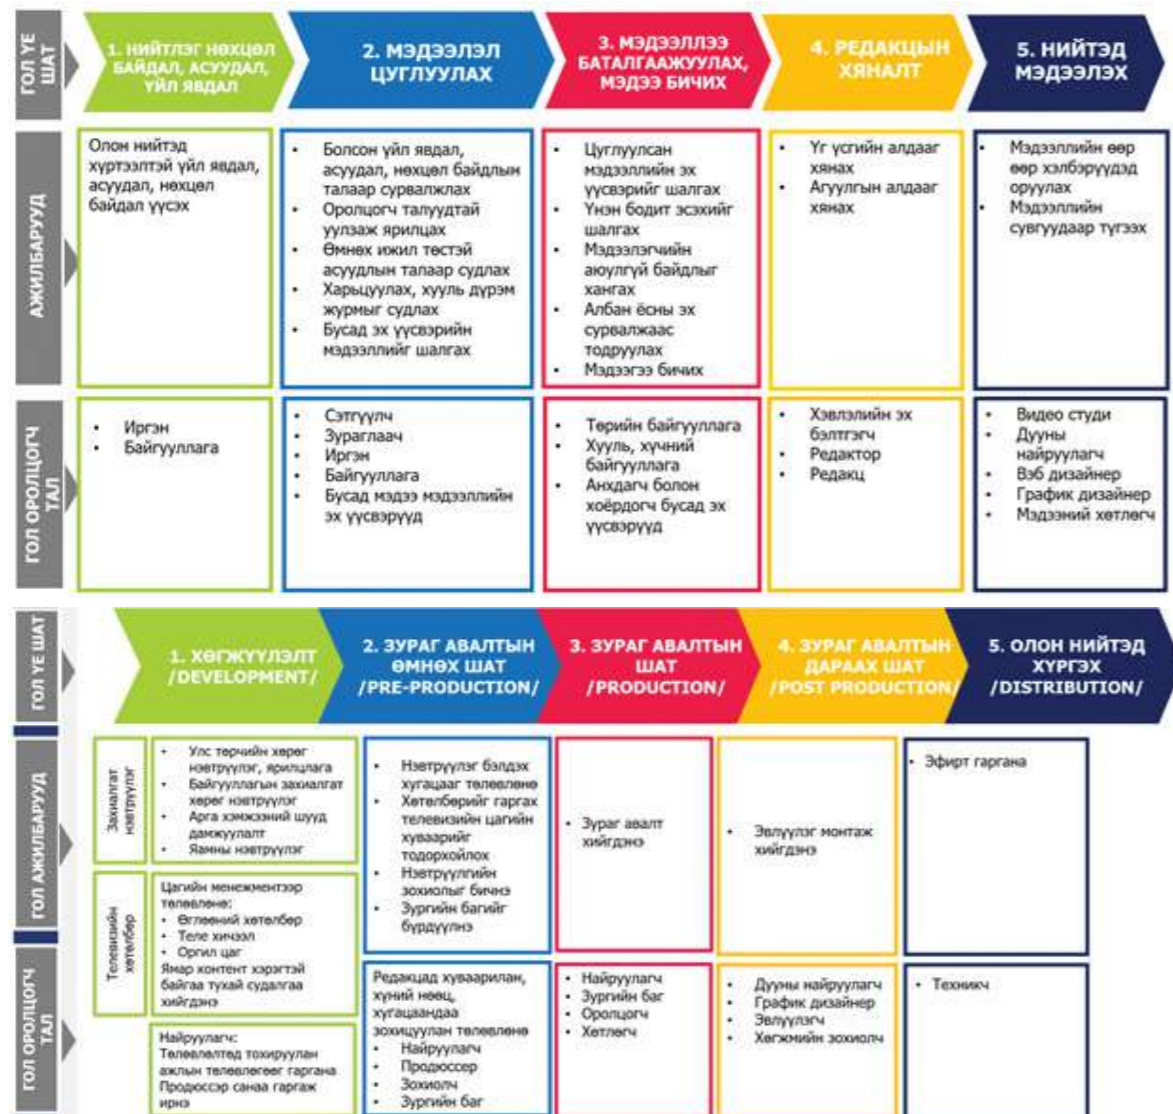 ГОЛ ҮЕ
ШАТ
1. НИЙТЛЭГ НӨХЦӨЛ
БАЙДАЛ, АСУУДАЛ,
ҮЙЛ ЯВДАЛ
2. МЭДЭЭЛЭЛ
ЦУГЛУУЛАХ
3. МЭДЭЭЛЛЭЭ
БАТАЛГААЖУУЛАХ,
МЭДЭЭ БИЧИХ
4. РЕДАКЦЫН
ХЯНАЛТ
5. НИЙТЭД
МЭДЭЭЛЭХ
АЖИЛБАРУУД
Олон нийтэд
хүртээлтэй үйл явдал,
асуудал, нөхцөл
байдал үүсэх
• Болсон үйл явдал,
асуудал, нөхцөл байдлын
талаар сурвалжлах
• Оролцогч талуудтай
уулзаж ярилцах
• Өмнөх ижил төстэй
асуудлын талаар судлах
• Харьцуулах, хууль дүрэм
журмыг судлах
• Бусад эх үүсвэрийн
мэдээллийг шалгах
• Цуглуулсан
мэдээллийн эх
үүсвэрийг шалгах
• Үнэн бодит эсэхийг
шалгах
• Мэдээлэгчийн
аюулгүй байдлыг
хангах
• Албан ёсны эх
сурвалжаас
тодруулах
• Мэдээгээ бичих
• Үг үсгийн алдааг
хянах
• Агуулгын алдааг
хянах
• Мэдээллийн өөр
өөр хэлбэрүүдэд
оруулах
• Мэдээллийн
сувгуудаар түгээх
ГОЛ ОРОЛЦОГЧ
ТАЛ
• Иргэн
• Байгууллага
• Сэтгүүлч
• Зураглаач
• Иргэн
• Байгууллага
• Бусад мэдээ мэдээллийн
эх үүсвэрүүд
• Төрийн байгууллага
• Хууль, хүчний
байгууллага
• Анхдагч болон
хоёрдогч бусад эх
үүсвэрүүд
• Хэвлэлийн эх
бэлтгэгч
• Редактор
• Редакц
• Видео студи
• Дууны
найруулагч
• Вэб дизайнер
• График дизайнер
• Мэдээний хөтлөгч
ГОЛ ҮЕ ШАТ
1. ХӨГЖҮҮЛЭЛТ
/DEVELOPMENT/
2. ЗУРАГ АВАЛТЫН
ӨМНӨХ ШАТ
/PRE-PRODUCTION/
3. ЗУРАГ АВАЛТЫН
ШАТ
/PRODUCTION/
4. ЗУРАГ АВАЛТЫН
ДАРААХ ШАТ
/POST PRODUCTION/
5. ОЛОН НИЙТЭД
ХҮРГЭХ
/DISTRIBUTION/
ГОЛ АЖИЛБАРУУД
Захиалгат
нэвтрүүлэг
• Улс төрчийн хөрөг
нэвтрүүлэг, ярилцлага
• Байгууллагын захиалгат
хөрөг нэвтрүүлэг
• Арга хэмжээний шууд
дамжуулалт
• Яамны нэвтрүүлэг
Телевизийн
хөтөлбөр
Цагийн менежментээр
төлөвлөнө:
• Өглөөний хөтөлбөр
• Теле хичээл
• Оргил цаг
Ямар контент хэрэгтэй
байгаа тухай судалгаа
хийгдэнэ
• Нэвтрүүлэг бэлдэх
хугацааг төлөвлөнө
• Хөтөлбөрийг гаргах
телевизийн цагийн
хуваарийг
тодорхойлох
• Нэвтрүүлгийн
зохиолыг бичнэ
• Зургийн багийг
бүрдүүлнэ
• Зураг авалт
хийгдэнэ
• Эвлүүлэг монтаж
хийгдэнэ
• Эфирт гаргана
ГОЛ ОРОЛЦОГЧ
ТАЛ
Найруулагч:
Төлөвлөлтөд тохируулан
ажлын төлөвлөгөөг гаргана
Продюссэр санаа гаргаж
ирнэ
Редакцад хуваарилан,
хүний нөөц,
хугацаандаа
зохицуулан төлөвлөнө
• Найруулагч
• Продюссер
• Зохиолч
• Зургийн баг
• Найруулагч
• Зургийн баг
• Оролцогч
• Хөтлөгч
• Дууны найруулагч
• График дизайнер
• Эвлүүлэгч
• Хөгжмийн зохиолч
• Техникч